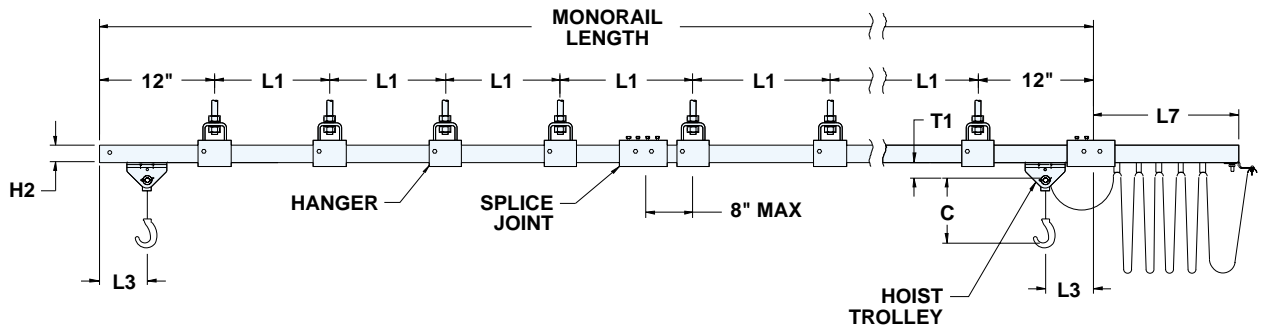 MONORAIL
LENGTH
12" L1 L1 L1 L1 L1 L1 12"
T1 L7
H2
HANGER SPLICE
JOINT 8" MAX C
L3 HOIST
TROLLEY L3